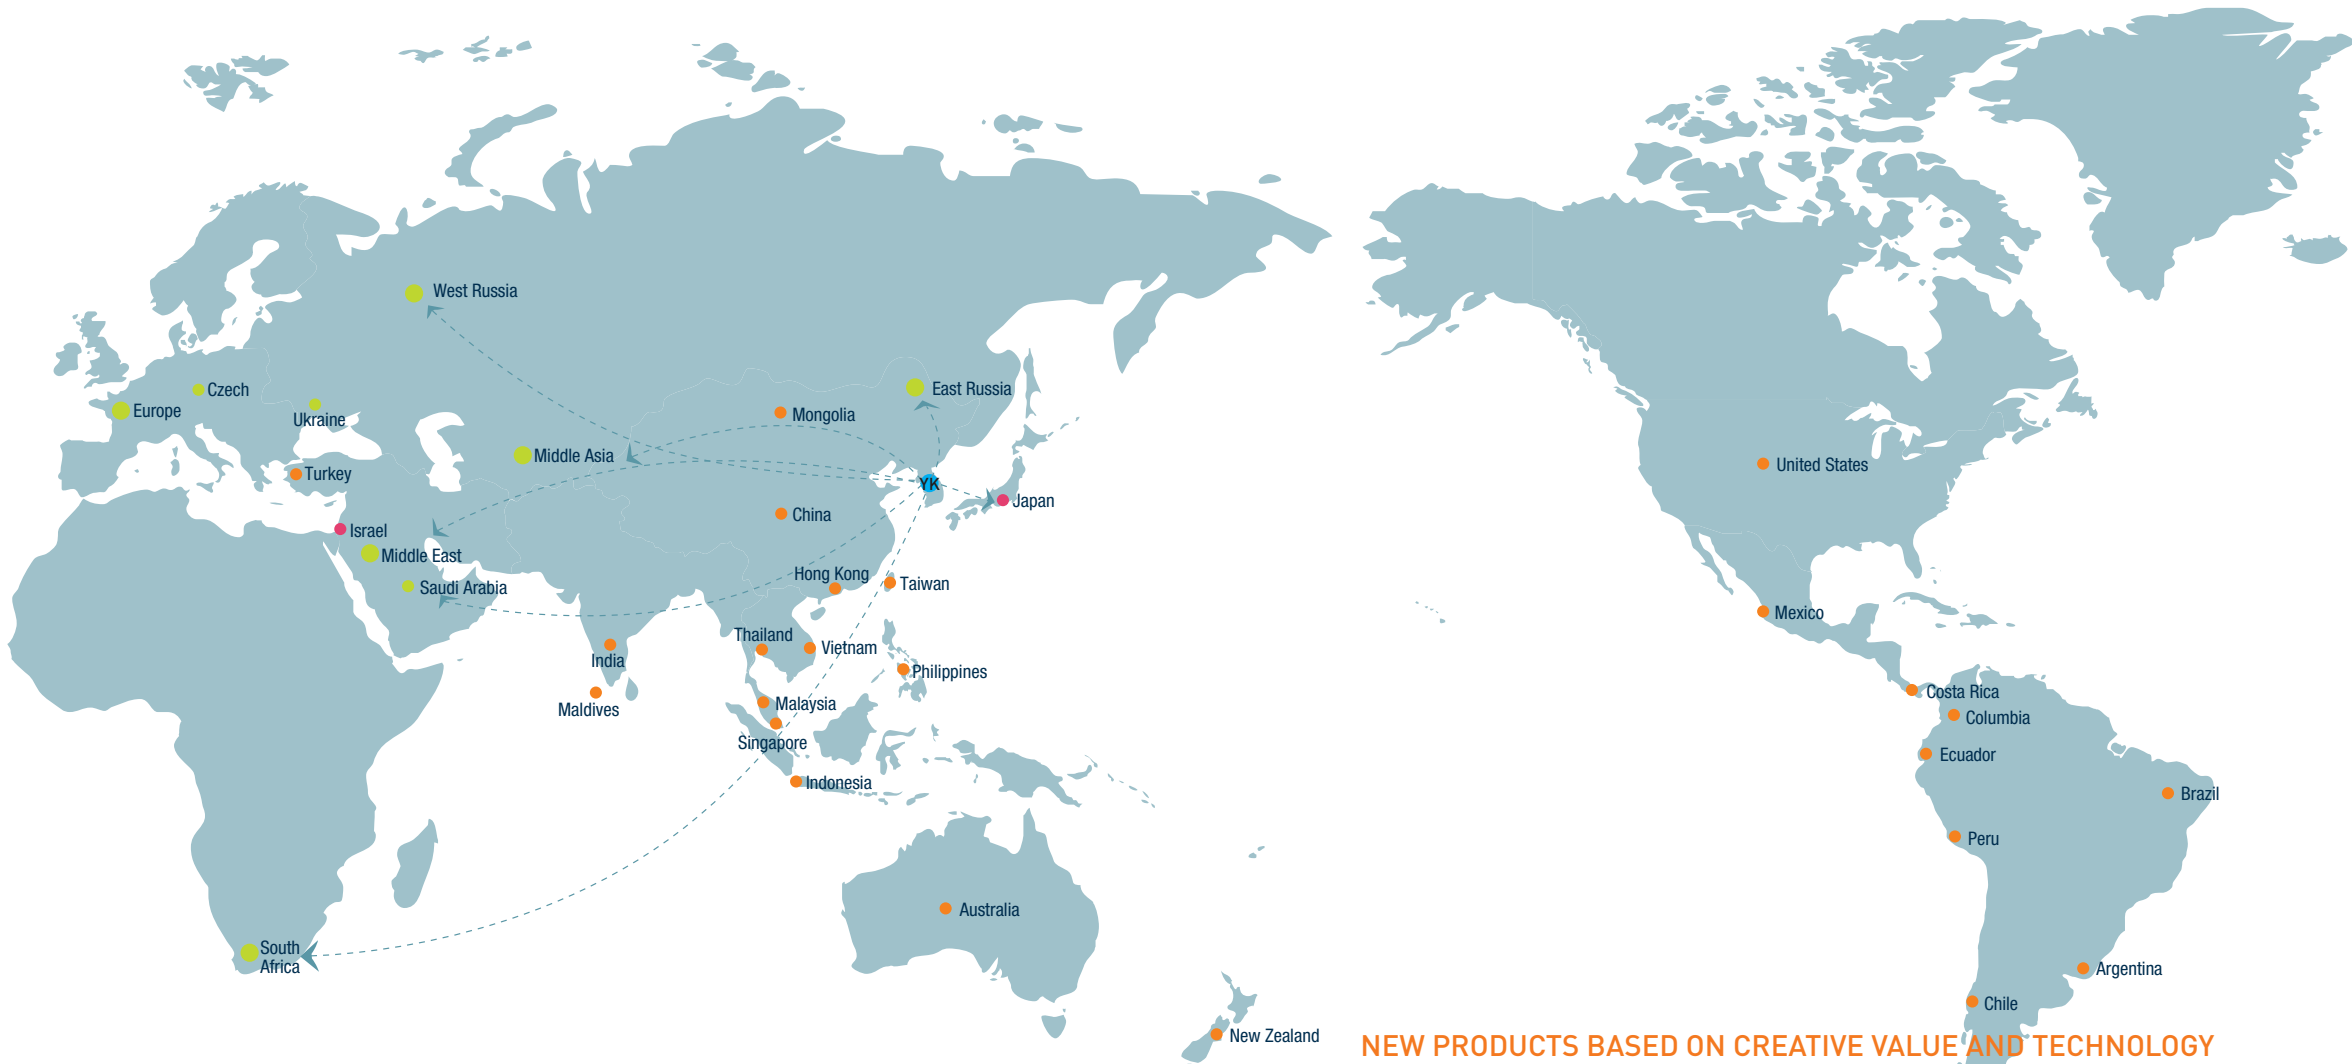 West Russia
Czech
East Russia
Europe
Ukraine
Mongolia
Middle Asia
United States
Turkey
YK
Japan
China
Israel
Middle East
Hong Kong
Taiwan
Saudi Arabia
Mexico
Thailand
Vietnam
India
Philippines
Costa Rica
Maldives
Malaysia
Columbia
Singapore
Ecuador
Indonesia
Brazil
Peru
Australia
South
Africa
Argentina
Chile
New Zealand
NEW PRODUCTS BASED ON CREATIVE VALUE AND TECHNOLOGY